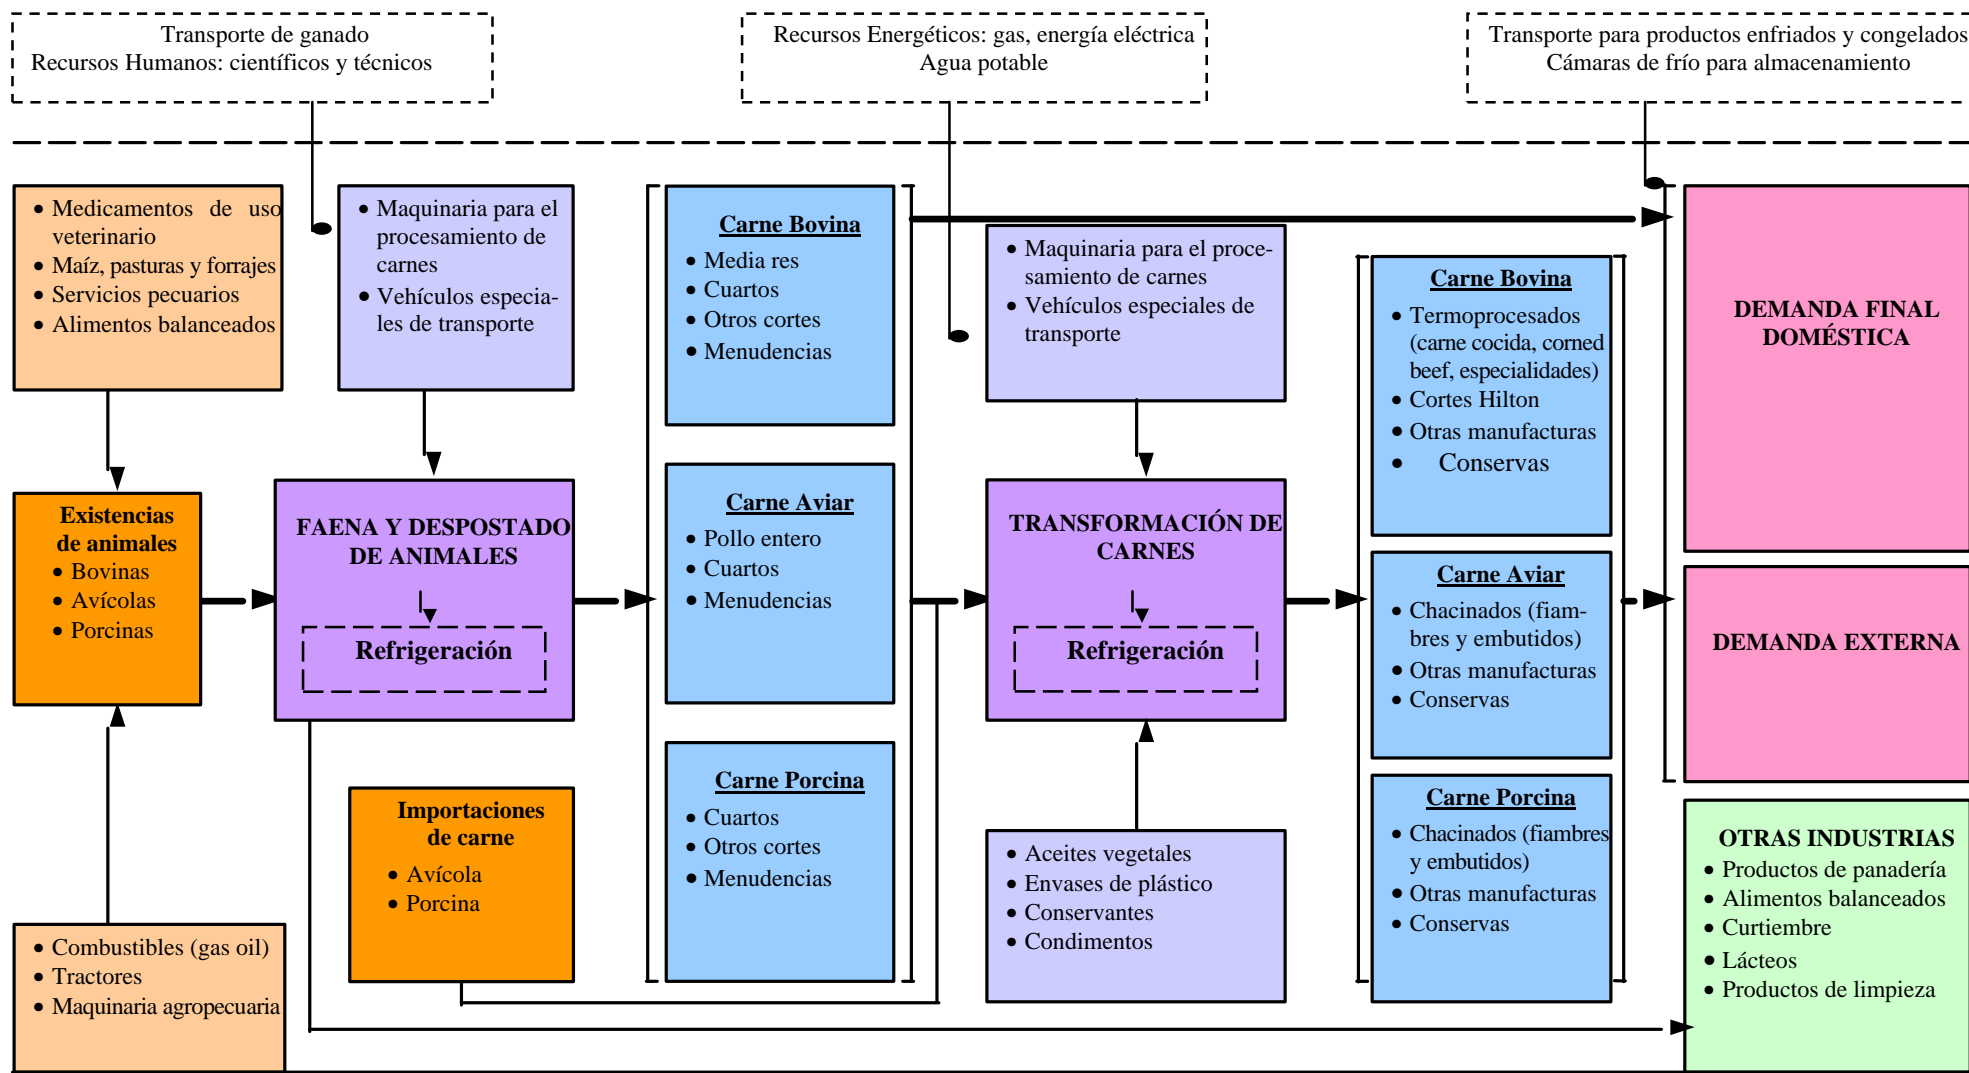 Transporte de ganado
Recursos Humanos: científicos y técnicos
Recursos Energéticos: gas, energía eléctrica
Agua potable
Transporte para productos enfriados y congelados
Cámaras de frío para almacenamiento
• Medicamentos de uso
veterinario
• Maíz, pasturas y forrajes
• Servicios pecuarios
• Alimentos balanceados
• Maquinaria para el
procesamiento de
carnes
• Vehículos especia-
les de transporte
Carne Bovina
• Media res
• Cuartos
• Otros cortes
• Menudencias
• Maquinaria para el proce-
samiento de carnes
• Vehículos especiales de
transporte
Carne Bovina
• Termoprocesados
(carne cocida, corned
beef, especialidades)
• Cortes Hilton
• Otras manufacturas
• Conservas
DEMANDA FINAL
DOMÉSTICA
Existencias
de animales
• Bovinas
• Avícolas
• Porcinas
FAENA Y DESPOSTADO
DE ANIMALES
Refrigeración
Carne Aviar
• Pollo entero
• Cuartos
• Menudencias
TRANSFORMACIÓN DE
CARNES
Refrigeración
Carne Aviar
• Chacinados (fiam-
bres y embutidos)
• Otras manufacturas
• Conservas
DEMANDA EXTERNA
Importaciones
de carne
• Avícola
• Porcina
Carne Porcina
• Cuartos
• Otros cortes
• Menudencias
• Aceites vegetales
• Envases de plástico
• Conservantes
• Condimentos
Carne Porcina
• Chacinados (fiambres
y embutidos)
• Otras manufacturas
• Conservas
OTRAS INDUSTRIAS
• Productos de panadería
• Alimentos balanceados
• Curtiembre
• Lácteos
• Productos de limpieza
• Combustibles (gas oil)
• Tractores
• Maquinaria agropecuaria